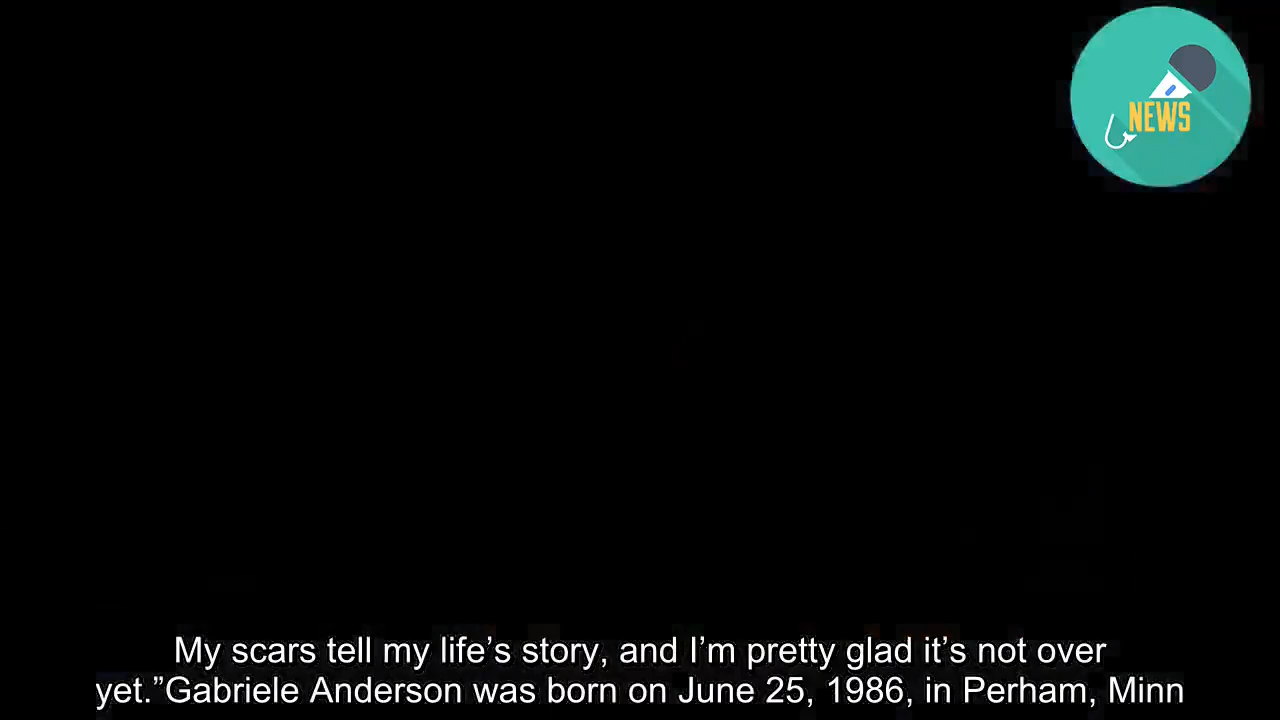 NEWS
My scars tell my life’s story, and I’m pretty glad it’s not over
yet.”Gabriele Anderson was born on June 25, 1986, in Perham, Minn